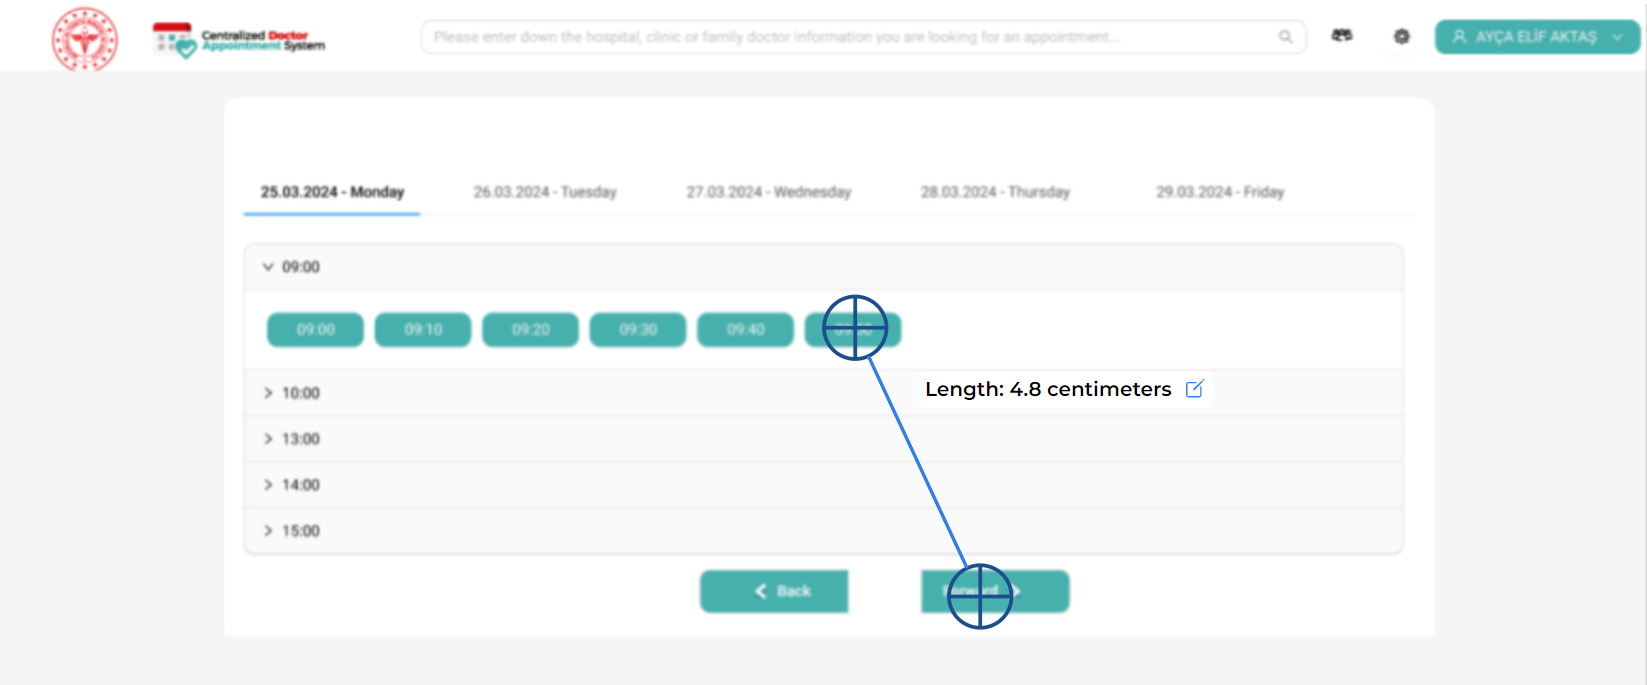 Centralized Doctor
Appointment System
Please enter down the hospital, clinic or family doctor information you are looking for an appointment...
AYÇA ELİF AKTAŞ
25.03.2024 - Monday
26.03.2024 - Tuesday
27.03.2024 - Wednesday
28.03.2024 - Thursday
29.03.2024 - Friday
09:00
09:00
09:10
09:20
09:30
09:40
Length: 4.8 centimeters
10:00
13:00
14:00
15:00
Back
Forward